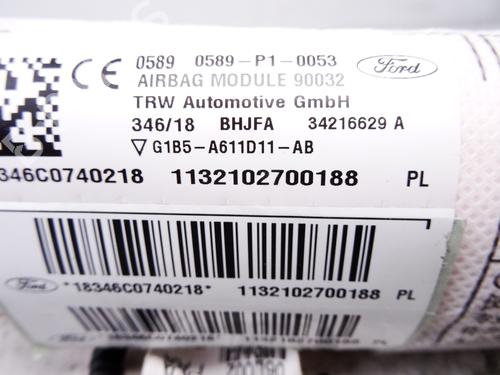 CE 0589 0589-P1-0053 Ford
AIRBAG MODULE 90032
TRW Automotive GmbH
346/18 BHJFA 34216629 A
▽ G1B5-A611D11-AB
18346C0740218 1132102700188 PL
Ford *18346C0740218* 1132102700188 PL